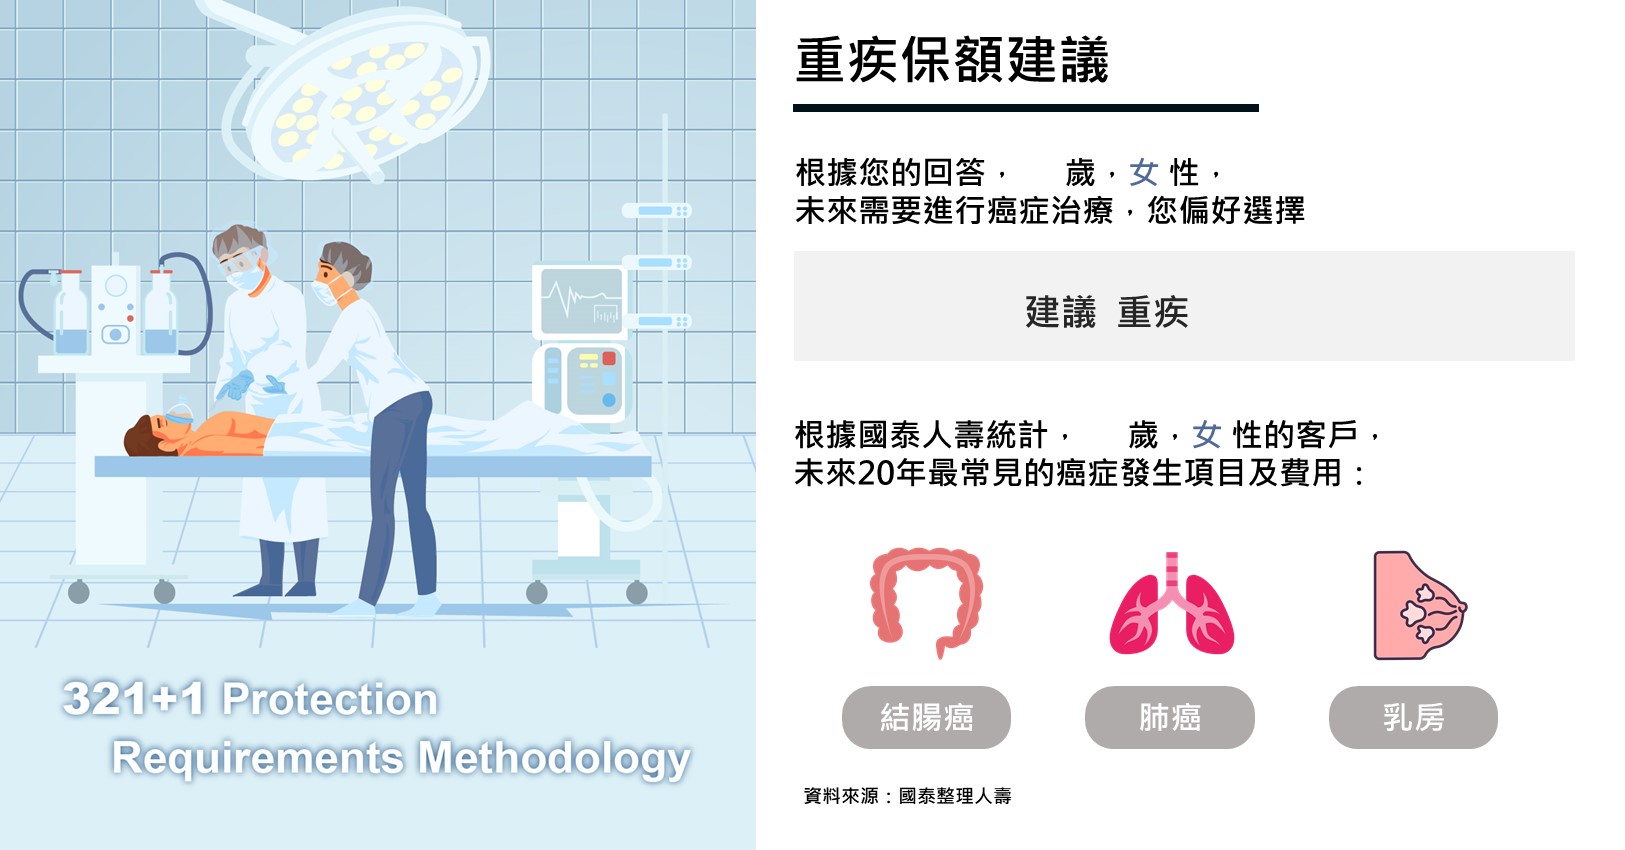 321+1 Protection
Requirements Methodology
重疾保額建議
根據您的回答， 歲，女 性，
未來需要進行癌症治療，您偏好選擇
建議 重疾
根據國泰人壽統計， 歲，女 性的客戶，
未來20年最常見的癌症發生項目及費用：
結腸癌
肺癌
乳房
資料來源：國泰整理人壽